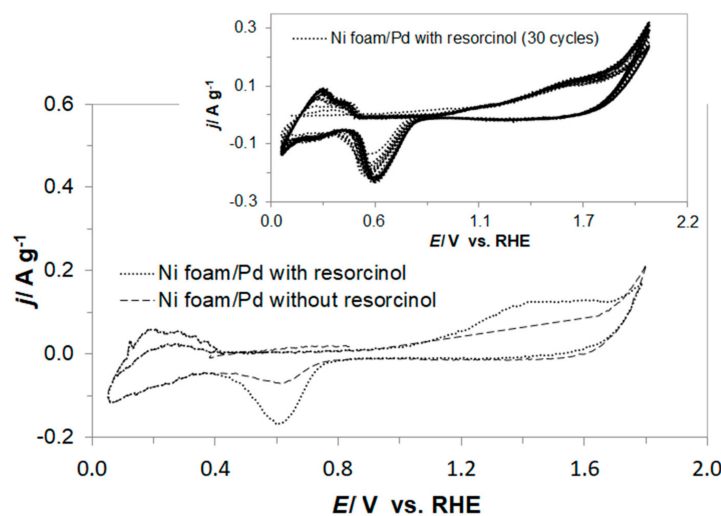 Ni foam/Pd with resorcinol (30 cycles)
j/ A g-1
0.3
0.1
-0.1
-0.3
0.0
0.6
1.1
1.7
2.2
E/ V vs. RHE
j/ A g-1
0.6
0.4
0.2
0.0
-0.2
Ni foam/Pd with resorcinol
Ni foam/Pd without resorcinol
0.0
0.4
0.8
1.2
1.6
2.0
E/ V vs. RHE